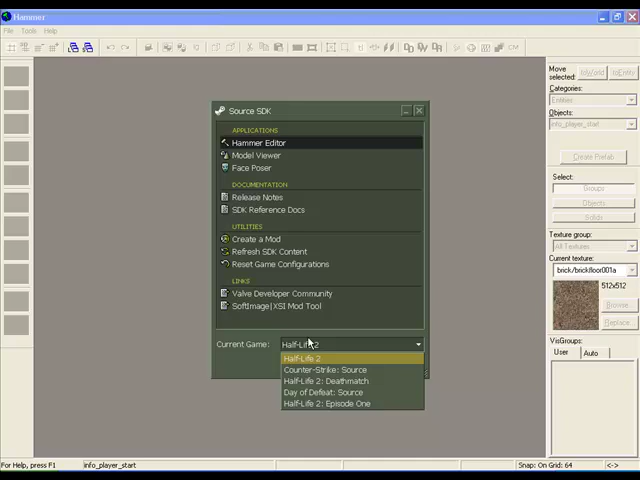 Hammer
File Tools Help
CM
Move selected:
toWorld
toEntity
Categories:
Entities
Objects:
info_player_start
Create Prefab
Select:
Groups
Objects
Solids
Texture group:
All Textures
Current texture:
brick/brickfloor001a
512x512
Browse...
Replace...
VisGroups:
User Auto
Source SDK
APPLICATIONS
Hammer Editor
Model Viewer
Face Poser
DOCUMENTATION
Release Notes
SDK Reference Docs
UTILITIES
Create a Mod
Refresh SDK Content
Reset Game Configurations
LINKS
Valve Developer Community
SoftImage|XSI Mod Tool
Current Game: Half-Life 2
Half-Life 2
Counter-Strike: Source
Half-Life 2: Deathmatch
Day of Defeat: Source
Half-Life 2: Episode One
For Help, press F1
info_player_start
Snap: On Grid: 64
<->